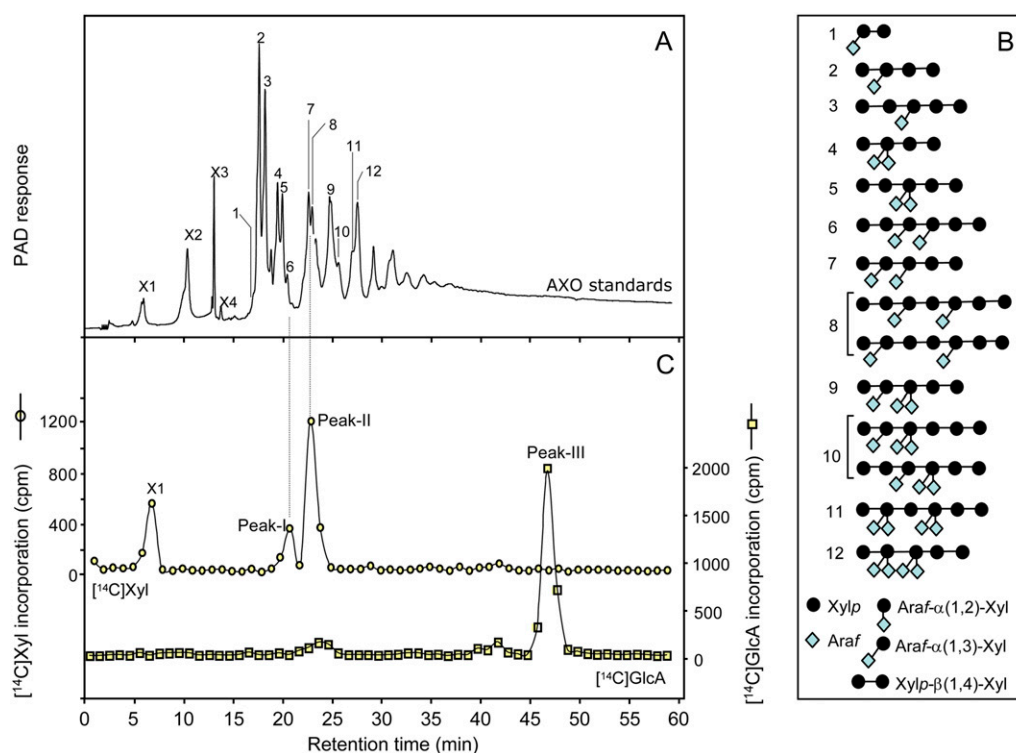 A
PAD response
X1
X2
X3
X4
1
2
3
4
5
6
7
8
9
10
11
12
AXO standards
B
1
2
3
4
5
6
7
8
9
10
11
12
Xylp
Araf
Araf-α(1,2)-Xyl
Araf-α(1,3)-Xyl
Xylp-β(1,4)-Xyl
C
[¹⁴C]Xyl incorporation (cpm)
1200
800
400
0
X1
Peak-I
Peak-II
Peak-III
[¹⁴C]Xyl
[¹⁴C]GlcA
2000
1500
1000
500
0
[¹⁴C]GlcA incorporation (cpm)
0 5 10 15 20 25 30 35 40 45 50 55 60
Retention time (min)